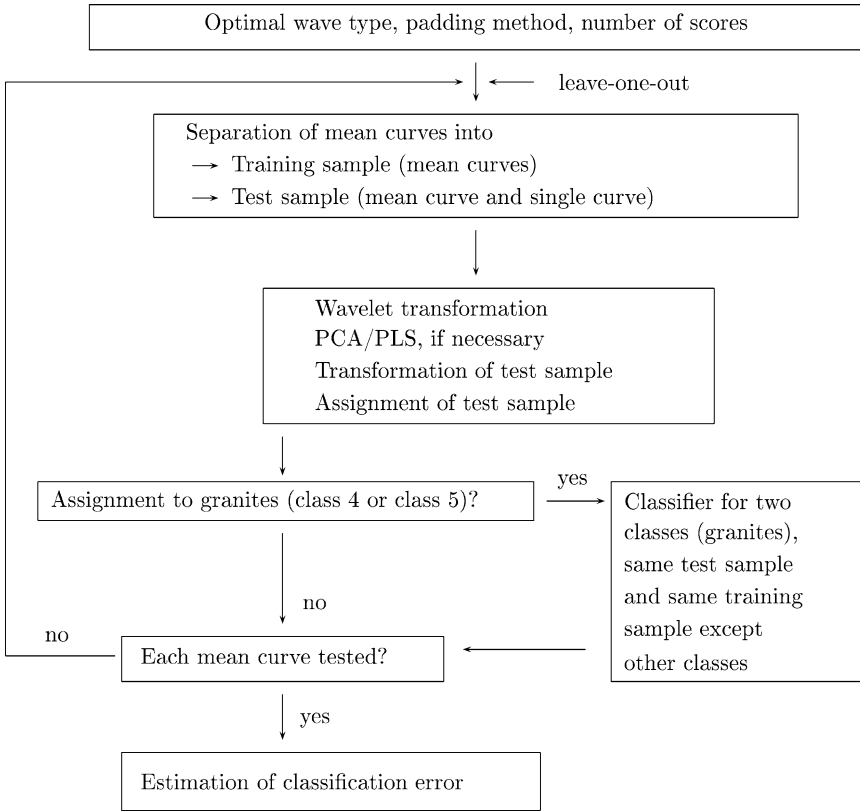 Optimal wave type, padding method, number of scores
leave-one-out
Separation of mean curves into
→ Training sample (mean curves)
→ Test sample (mean curve and single curve)
Wavelet transformation
PCA/PLS, if necessary
Transformation of test sample
Assignment of test sample
Assignment to granites (class 4 or class 5)?
yes
Classifier for two
classes (granites),
same test sample
and same training
sample except
other classes
no
no
Each mean curve tested?
yes
Estimation of classification error